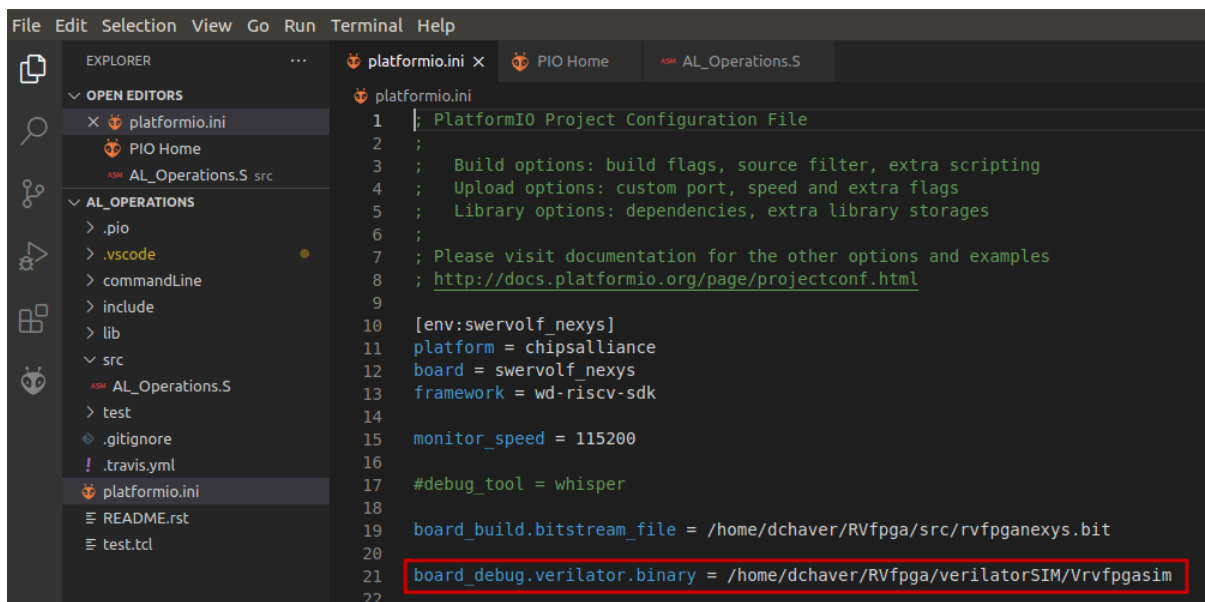 File Edit Selection View Go Run Terminal Help
EXPLORER ...
OPEN EDITORS
platformio.ini
PIO Home
ASM AL_Operations.S src
AL_OPERATIONS
.pio
.vscode
commandLine
include
lib
src
ASM AL_Operations.S
test
.gitignore
! .travis.yml
platformio.ini
README.rst
test.tcl
platformio.ini PIO Home ASM AL_Operations.S
platformio.ini
1 ; PlatformIO Project Configuration File
2 ;
3 ;   Build options: build flags, source filter, extra scripting
4 ;   Upload options: custom port, speed and extra flags
5 ;   Library options: dependencies, extra library storages
6 ;
7 ; Please visit documentation for the other options and examples
8 ; http://docs.platformio.org/page/projectconf.html
9
10 [env:swervolf_nexys]
11 platform = chipsalliance
12 board = swervolf_nexys
13 framework = wd-riscv-sdk
14
15 monitor_speed = 115200
16
17 #debug_tool = whisper
18
19 board_build.bitstream_file = /home/dchaver/RVfpga/src/rvfpganexys.bit
20
21 board_debug.verilator.binary = /home/dchaver/RVfpga/verilatorSIM/Vrvfpgasim
22